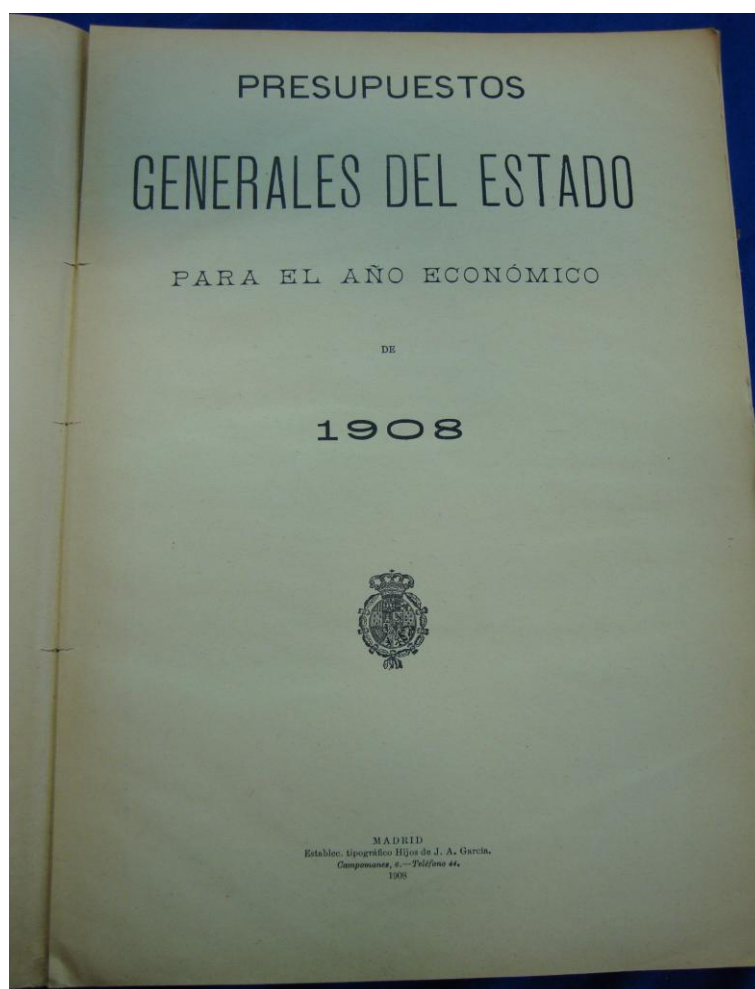 PRESUPUESTOS
GENERALES DEL ESTADO
PARA EL AÑO ECONÓMICO
DE
1908
MADRID
Establec. tipográfico Hijos de J. A. García.
Campomanes, 6.—Teléfono 44.
1908